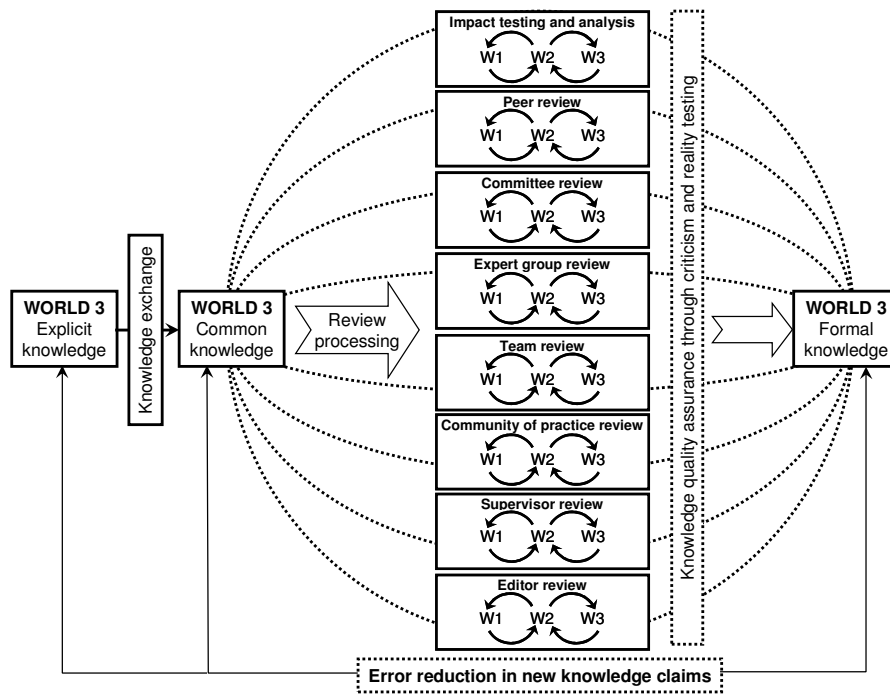 WORLD 3
Explicit
knowledge
Knowledge exchange
WORLD 3
Common
knowledge
Review
processing
Impact testing and analysis
W1 W2 W3
Peer review
W1 W2 W3
Committee review
W1 W2 W3
Expert group review
W1 W2 W3
Team review
W1 W2 W3
Community of practice review
W1 W2 W3
Supervisor review
W1 W2 W3
Editor review
W1 W2 W3
Knowledge quality assurance through criticism and reality testing
WORLD 3
Formal
knowledge
Error reduction in new knowledge claims